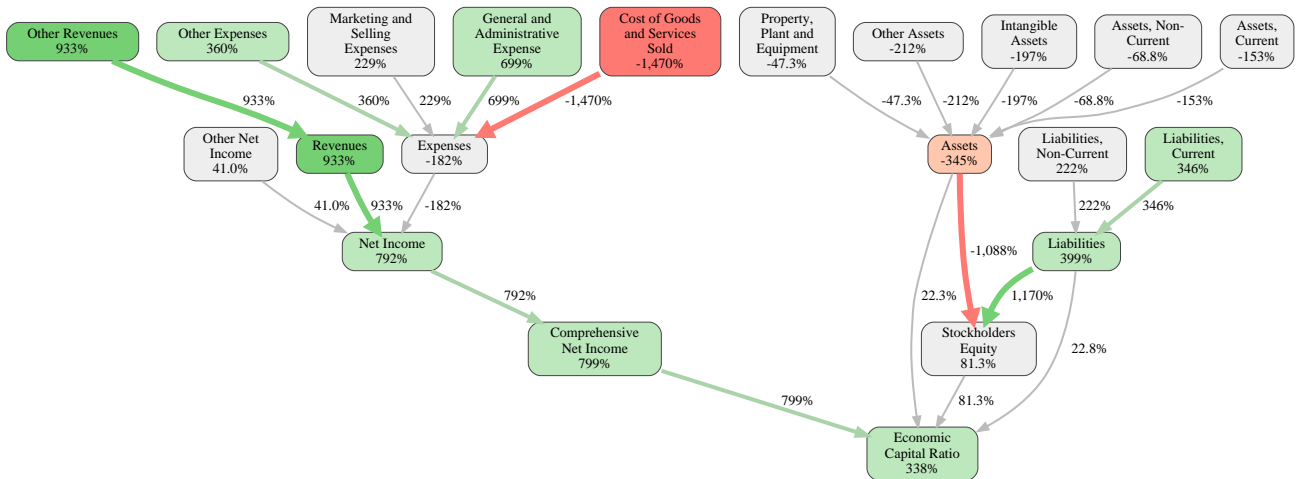 Other Revenues
933%
Other Expenses
360%
Marketing and
Selling
Expenses
229%
General and
Administrative
Expense
699%
Cost of Goods
and Services
Sold
-1,470%
Property,
Plant and
Equipment
-47.3%
Other Assets
-212%
Intangible
Assets
-197%
Assets, Non-
Current
-68.8%
Assets,
Current
-153%
933%
360%
229%
699%
-1,470%
-47.3%
-212%
-197%
-68.8%
-153%
Other Net
Income
41.0%
Revenues
933%
Expenses
-182%
Assets
-345%
Liabilities,
Non-Current
222%
Liabilities,
Current
346%
41.0%
933%
-182%
222%
346%
Net Income
792%
-1,088%
Liabilities
399%
792%
22.3%
1,170%
Comprehensive
Net Income
799%
Stockholders
Equity
81.3%
22.8%
799%
81.3%
Economic
Capital Ratio
338%